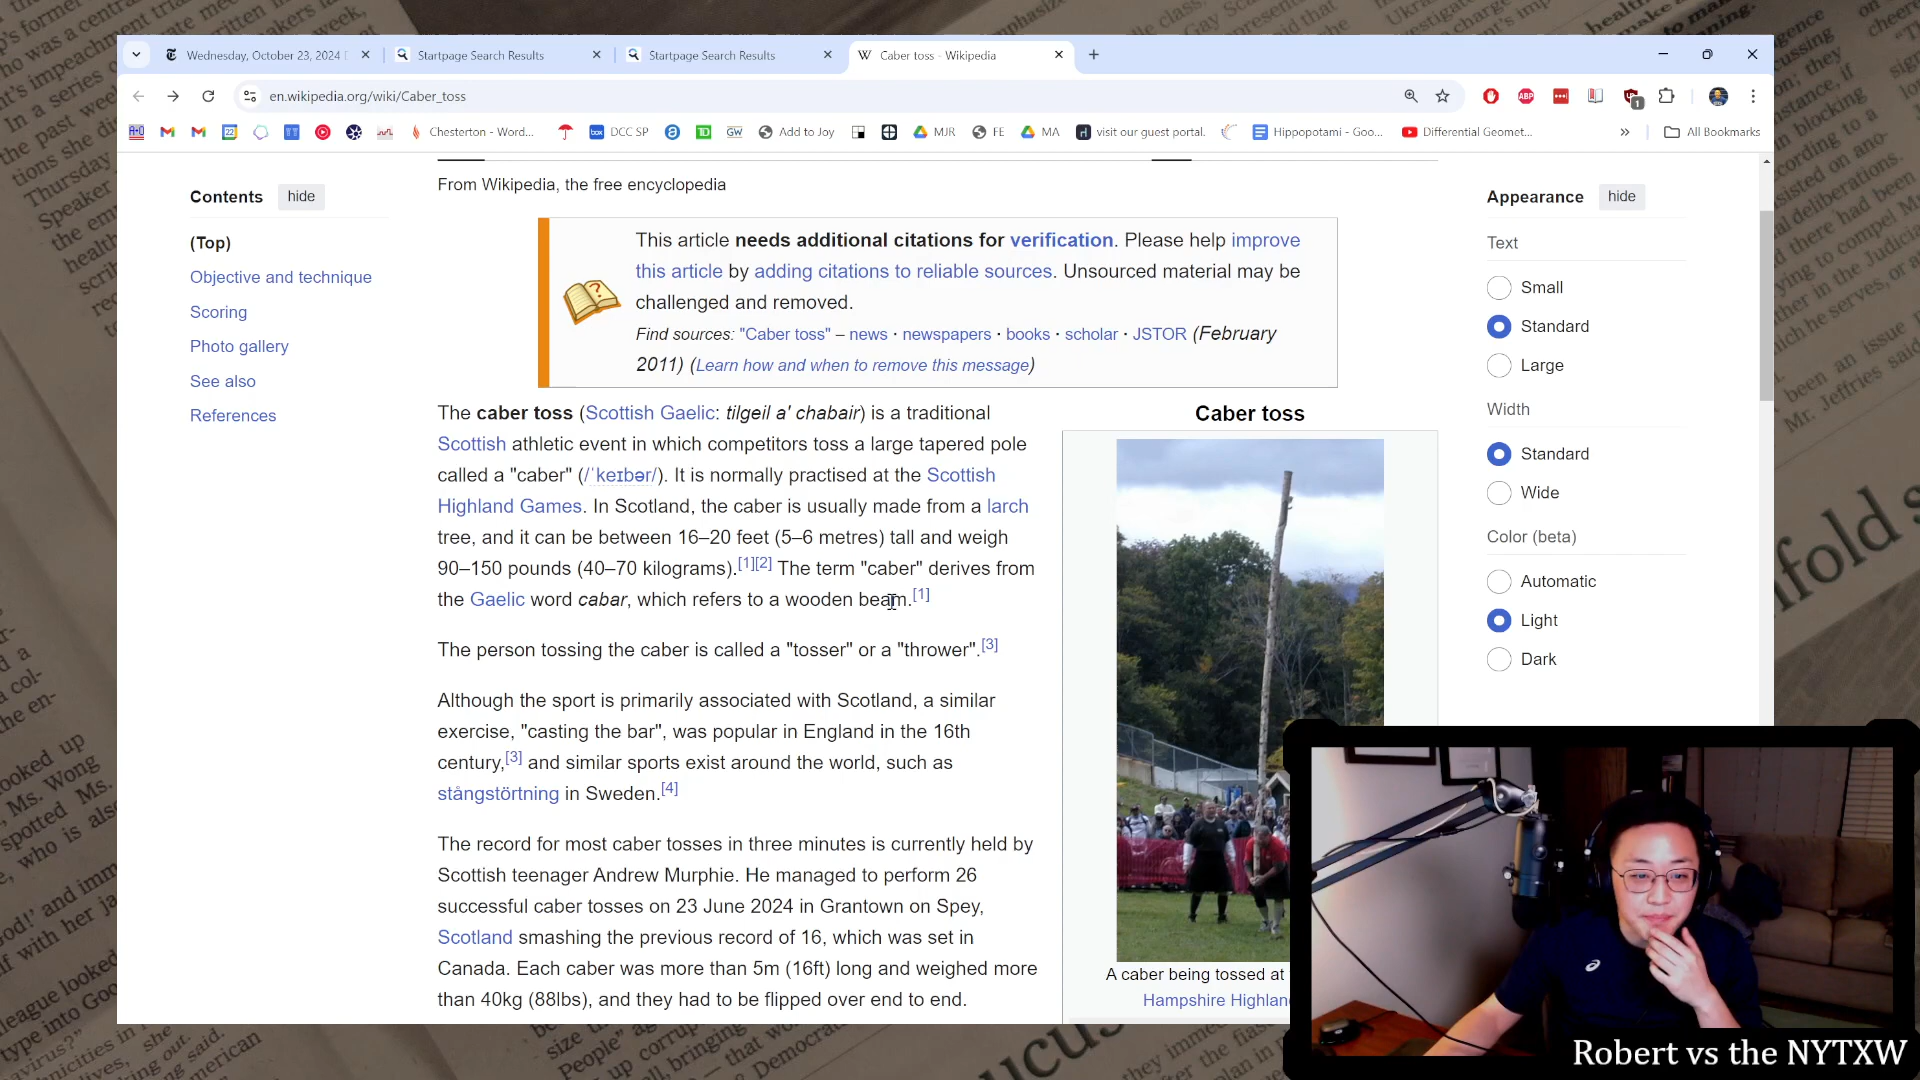 Wednesday, October 23, 2024
Startpage Search Results
Startpage Search Results
Caber toss - Wikipedia
en.wikipedia.org/wiki/Caber_toss
Chesterton - Word...
DCC SP
GW
Add to Joy
MJR
FE
MA
visit our guest portal.
Hippopotami - Goo...
Differential Geomet...
All Bookmarks
Contents hide
(Top)
Objective and technique
Scoring
Photo gallery
See also
References
From Wikipedia, the free encyclopedia
This article needs additional citations for verification. Please help improve
this article by adding citations to reliable sources. Unsourced material may be
challenged and removed.
Find sources: "Caber toss" – news · newspapers · books · scholar · JSTOR (February
2011) (Learn how and when to remove this message)
The caber toss (Scottish Gaelic: tilgeil a' chabair) is a traditional
Scottish athletic event in which competitors toss a large tapered pole
called a "caber" (/ˈkeɪbər/). It is normally practised at the Scottish
Highland Games. In Scotland, the caber is usually made from a larch
tree, and it can be between 16–20 feet (5–6 metres) tall and weigh
90–150 pounds (40–70 kilograms).[1][2] The term "caber" derives from
the Gaelic word cabar, which refers to a wooden beam.[1]
The person tossing the caber is called a "tosser" or a "thrower".[3]
Although the sport is primarily associated with Scotland, a similar
exercise, "casting the bar", was popular in England in the 16th
century,[3] and similar sports exist around the world, such as
stångstörtning in Sweden.[4]
The record for most caber tosses in three minutes is currently held by
Scottish teenager Andrew Murphie. He managed to perform 26
successful caber tosses on 23 June 2024 in Grantown on Spey,
Scotland smashing the previous record of 16, which was set in
Canada. Each caber was more than 5m (16ft) long and weighed more
than 40kg (88lbs), and they had to be flipped over end to end.
Caber toss
A caber being tossed at
Hampshire Highlan
Appearance hide
Text
Small
Standard
Large
Width
Standard
Wide
Color (beta)
Automatic
Light
Dark
Robert vs the NYTXW